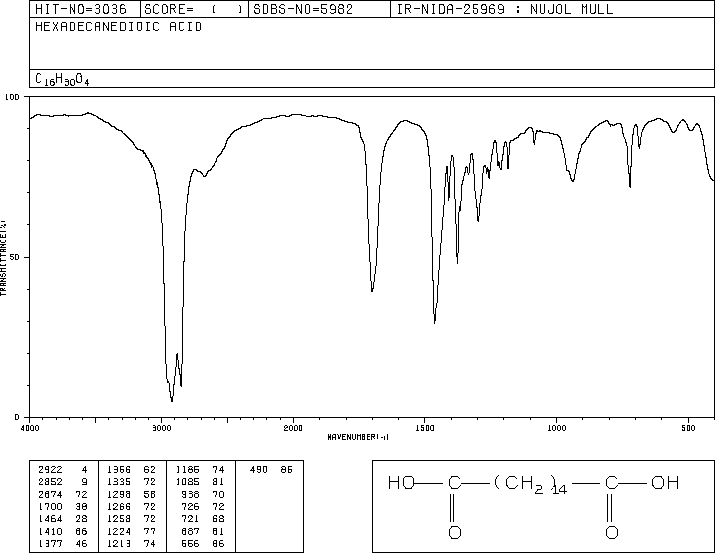 HIT-NO=3036 SCORE= ( ) SDBS-NO=5982 IR-NIDA-25969 : NUJOL MULL
HEXADECANEDIOIC ACID
C16H30O4
100
50
0
TRANSMITTANCE(%)
4000 3000 2000 1500 1000 500
WAVENUMBER(-1)
2922 4 1366 62 1186 74 490 86
2852 9 1335 72 1085 81
2674 72 1298 58 938 70
1700 38 1266 72 726 72
1464 28 1258 72 721 68
1410 66 1224 77 687 81
1377 46 1213 74 556 86
HO C (CH2)14 C OH
O O